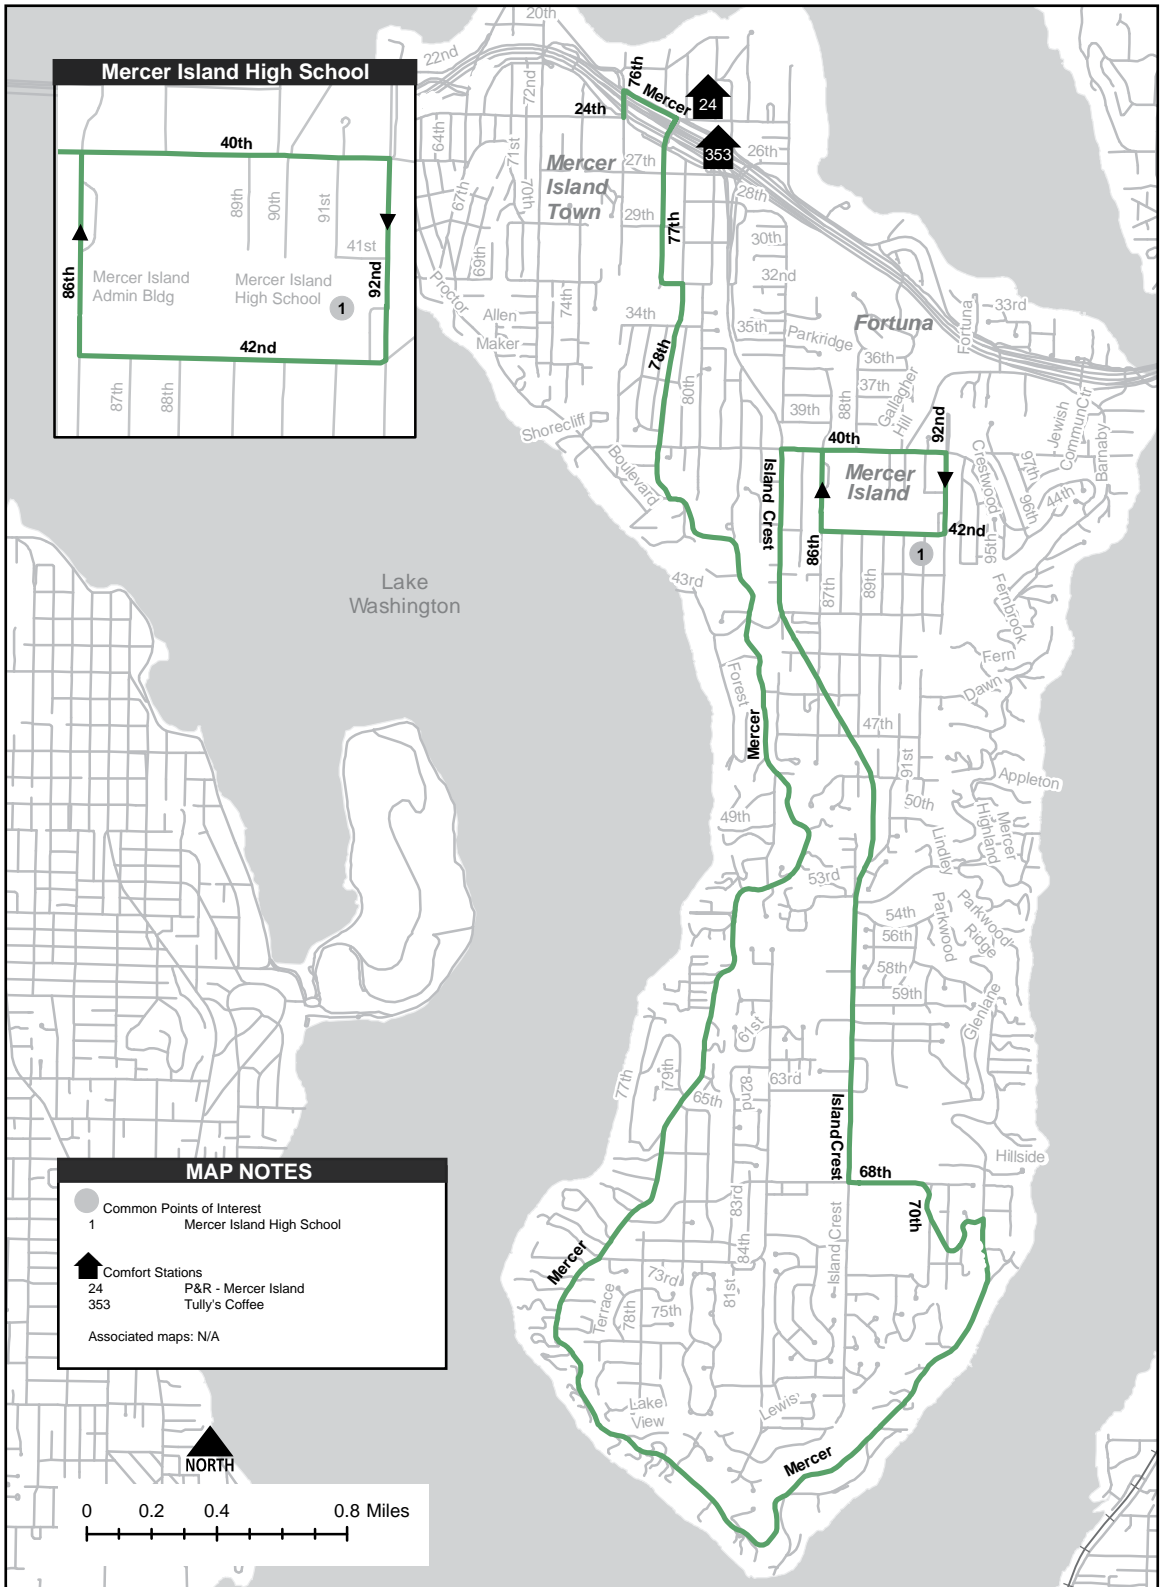 Mercer Island High School
40th
89th
90th
91st
41st
86th
92nd
Mercer Island
Admin Bldg
Mercer Island
High School
1
42nd
87th
88th
20th
22nd
72nd
76th
Mercer
24th
24
353
64th
71st
70th
67th
69th
Mercer
Island
Town
27th
26th
28th
29th
77th
30th
32nd
Proctor
Allen
Maker
74th
34th
35th
Parkridge
Fortuna
Fortuna
33rd
36th
37th
78th
80th
39th
88th
Gallagher
Hill
92nd
40th
Shorecliff
Boulevard
Island Crest
Mercer
Island
86th
42nd
1
Crestwood
97th
96th
44th
95th
Jewish
CommunCtr
Barnaby
Lake
Washington
43rd
87th
89th
Fernbrook
Fern
Dawn
Forest
Mercer
47th
91st
50th
Appleton
Mercer
Highland
Lindley
49th
53rd
54th
56th
58th
59th
Parkwood
Parkwood
Ridge
Glenlane
61st
63rd
77th
79th
65th
82nd
IslandCrest
68th
70th
Hillside
83rd
84th
Island Crest
Mercer
73rd
75th
78th
Terrace
81st
Lake
View
Lewis
Mercer
MAP NOTES
Common Points of Interest
1 Mercer Island High School
Comfort Stations
24 P&R - Mercer Island
353 Tully's Coffee
Associated maps: N/A
NORTH
0 0.2 0.4 0.8 Miles